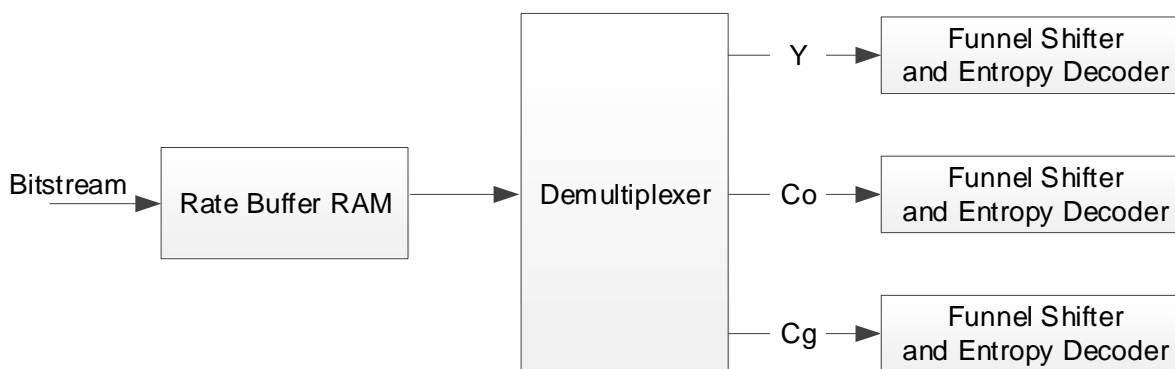 Bitstream
Rate Buffer RAM
Demultiplexer
Y
Funnel Shifter
and Entropy Decoder
Co
Funnel Shifter
and Entropy Decoder
Cg
Funnel Shifter
and Entropy Decoder